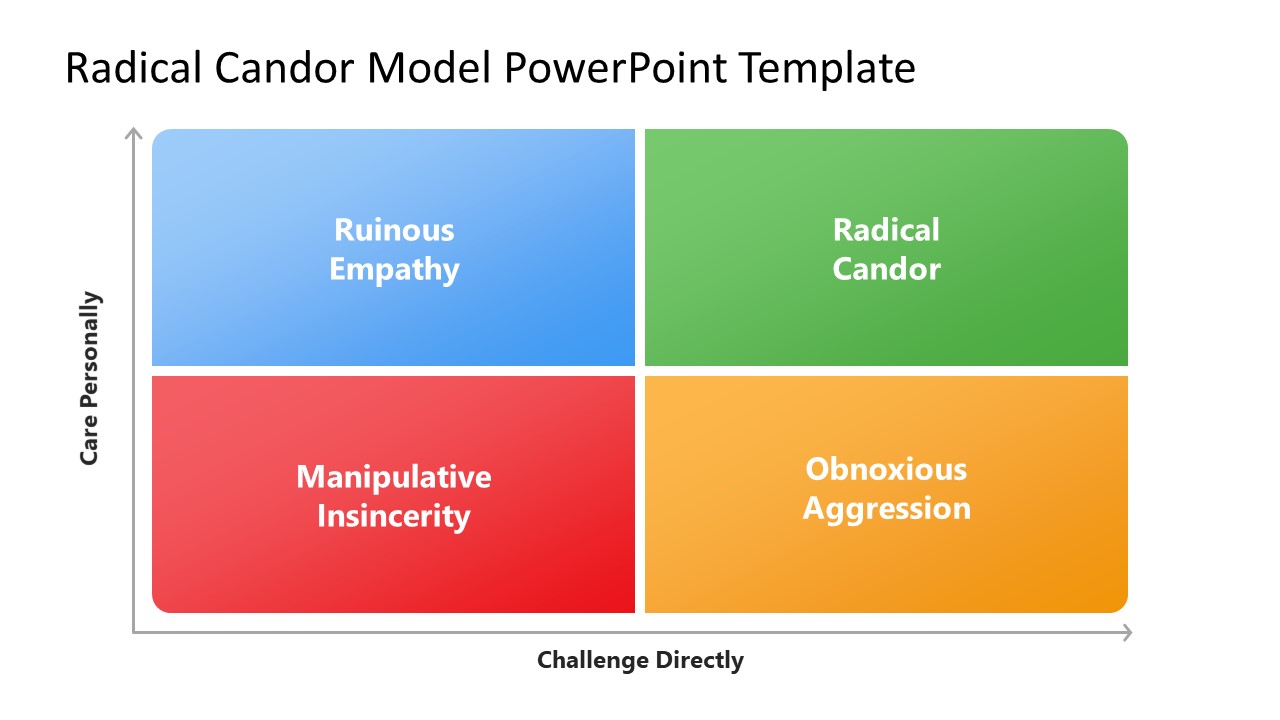 Radical Candor Model PowerPoint Template
Care Personally
Ruinous
Empathy
Radical
Candor
Manipulative
Insincerity
Obnoxious
Aggression
Challenge Directly